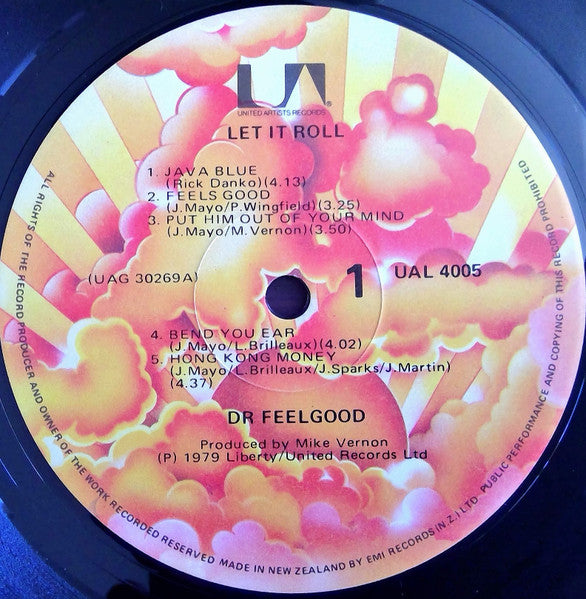 UA
UNITED ARTISTS RECORDS
®
LET IT ROLL
1. JAVA BLUE
(Rick Danko)(4.13)
2. FEELS GOOD
(J.Mayo/P.Wingfield)(3.25)
3. PUT HIM OUT OF YOUR MIND
(J.Mayo/M.Vernon)(3.50)
(UAG 30269A)
1
UAL 4005
4. BEND YOU EAR
(J.Mayo/L.Brilleaux)(4.02)
5. HONG KONG MONEY
(J.Mayo/L.Brilleaux/J.Sparks/J.Martin)
(4.37)
DR FEELGOOD
Produced by Mike Vernon
(P) 1979 Liberty/United Records Ltd
ALL RIGHTS OF THE RECORD PRODUCER AND OWNER OF THE WORK RECORDED RESERVED MADE IN NEW ZEALAND BY EMI RECORDS (N.Z.) LTD. PUBLIC PERFORMANCE AND COPYING OF THIS RECORD PROHIBITED